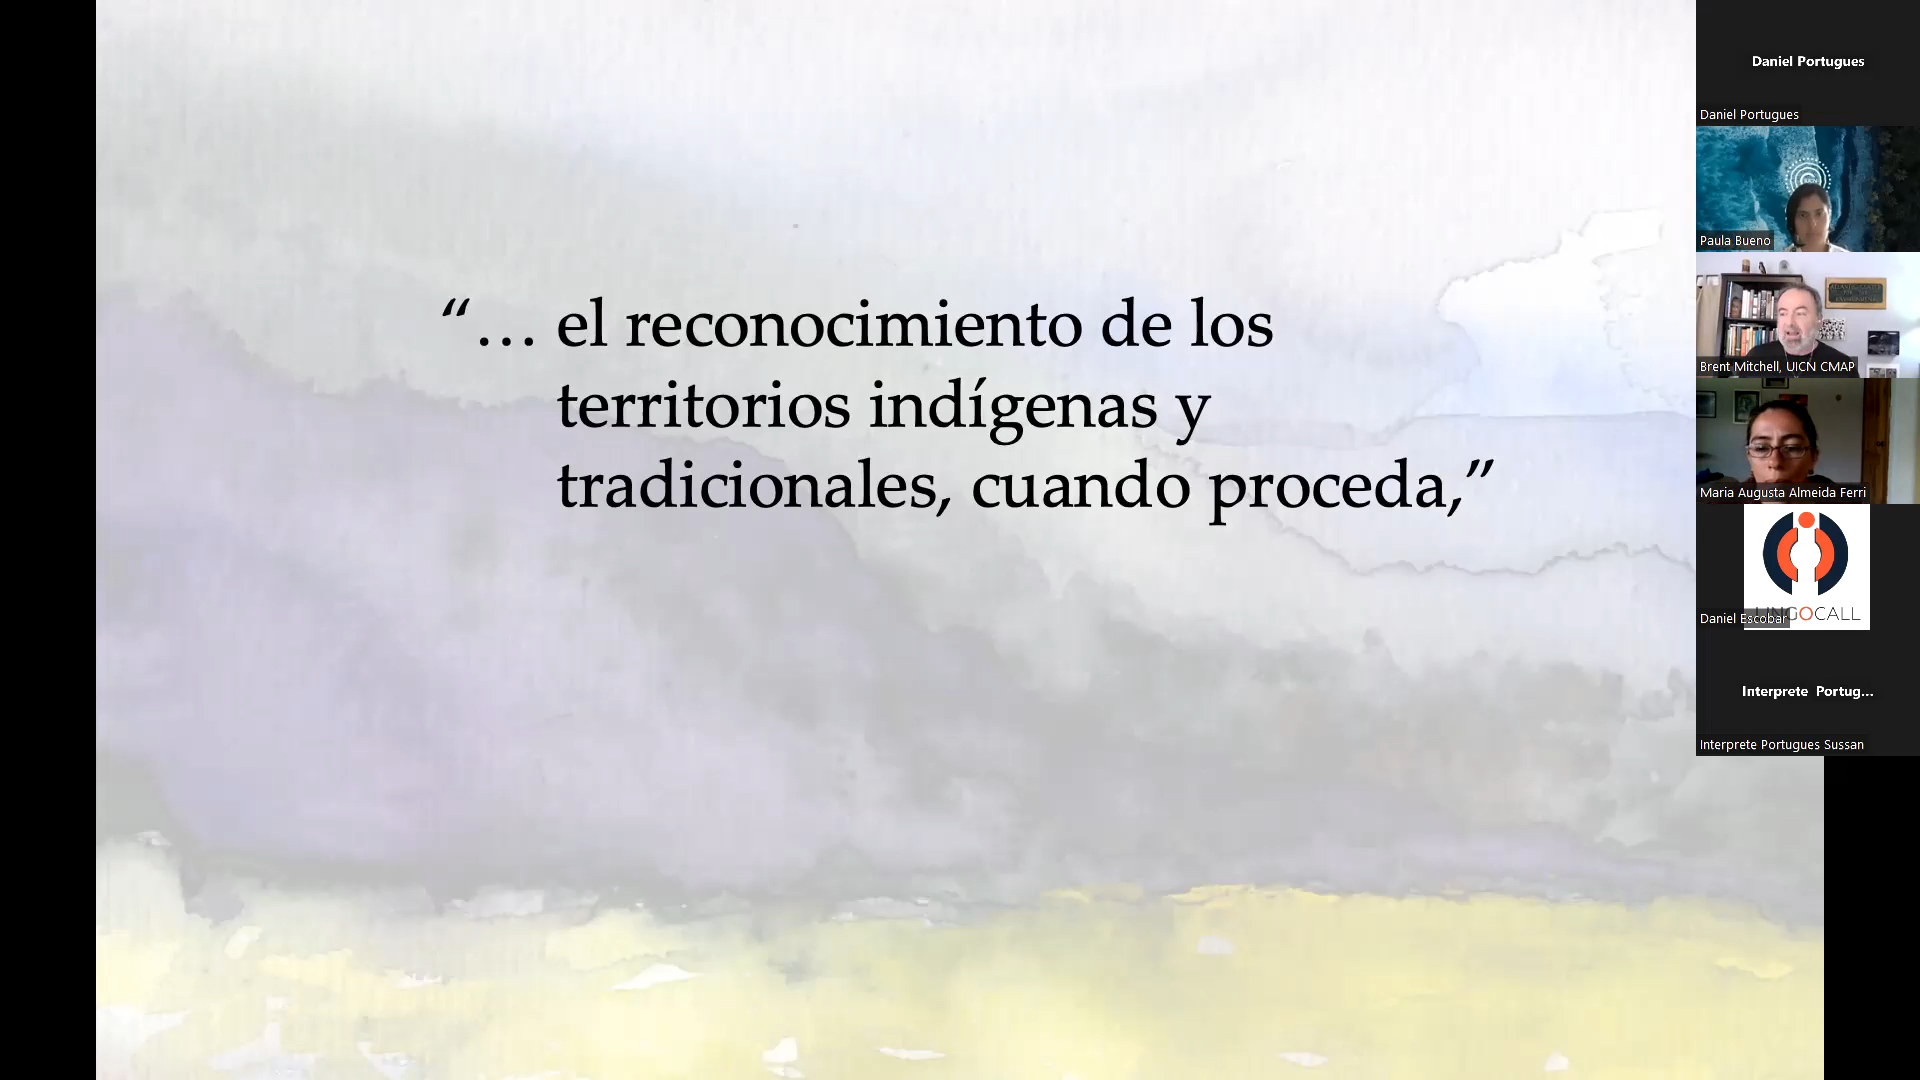 “… el reconocimiento de los
territorios indígenas y
tradicionales, cuando proceda,”
Daniel Portugues
Daniel Portugues
Paula Bueno
Brent Mitchell, UICN CMAP
Maria Augusta Almeida Ferri
Daniel Escobar
Interprete Portug...
Interprete Portugues Sussan